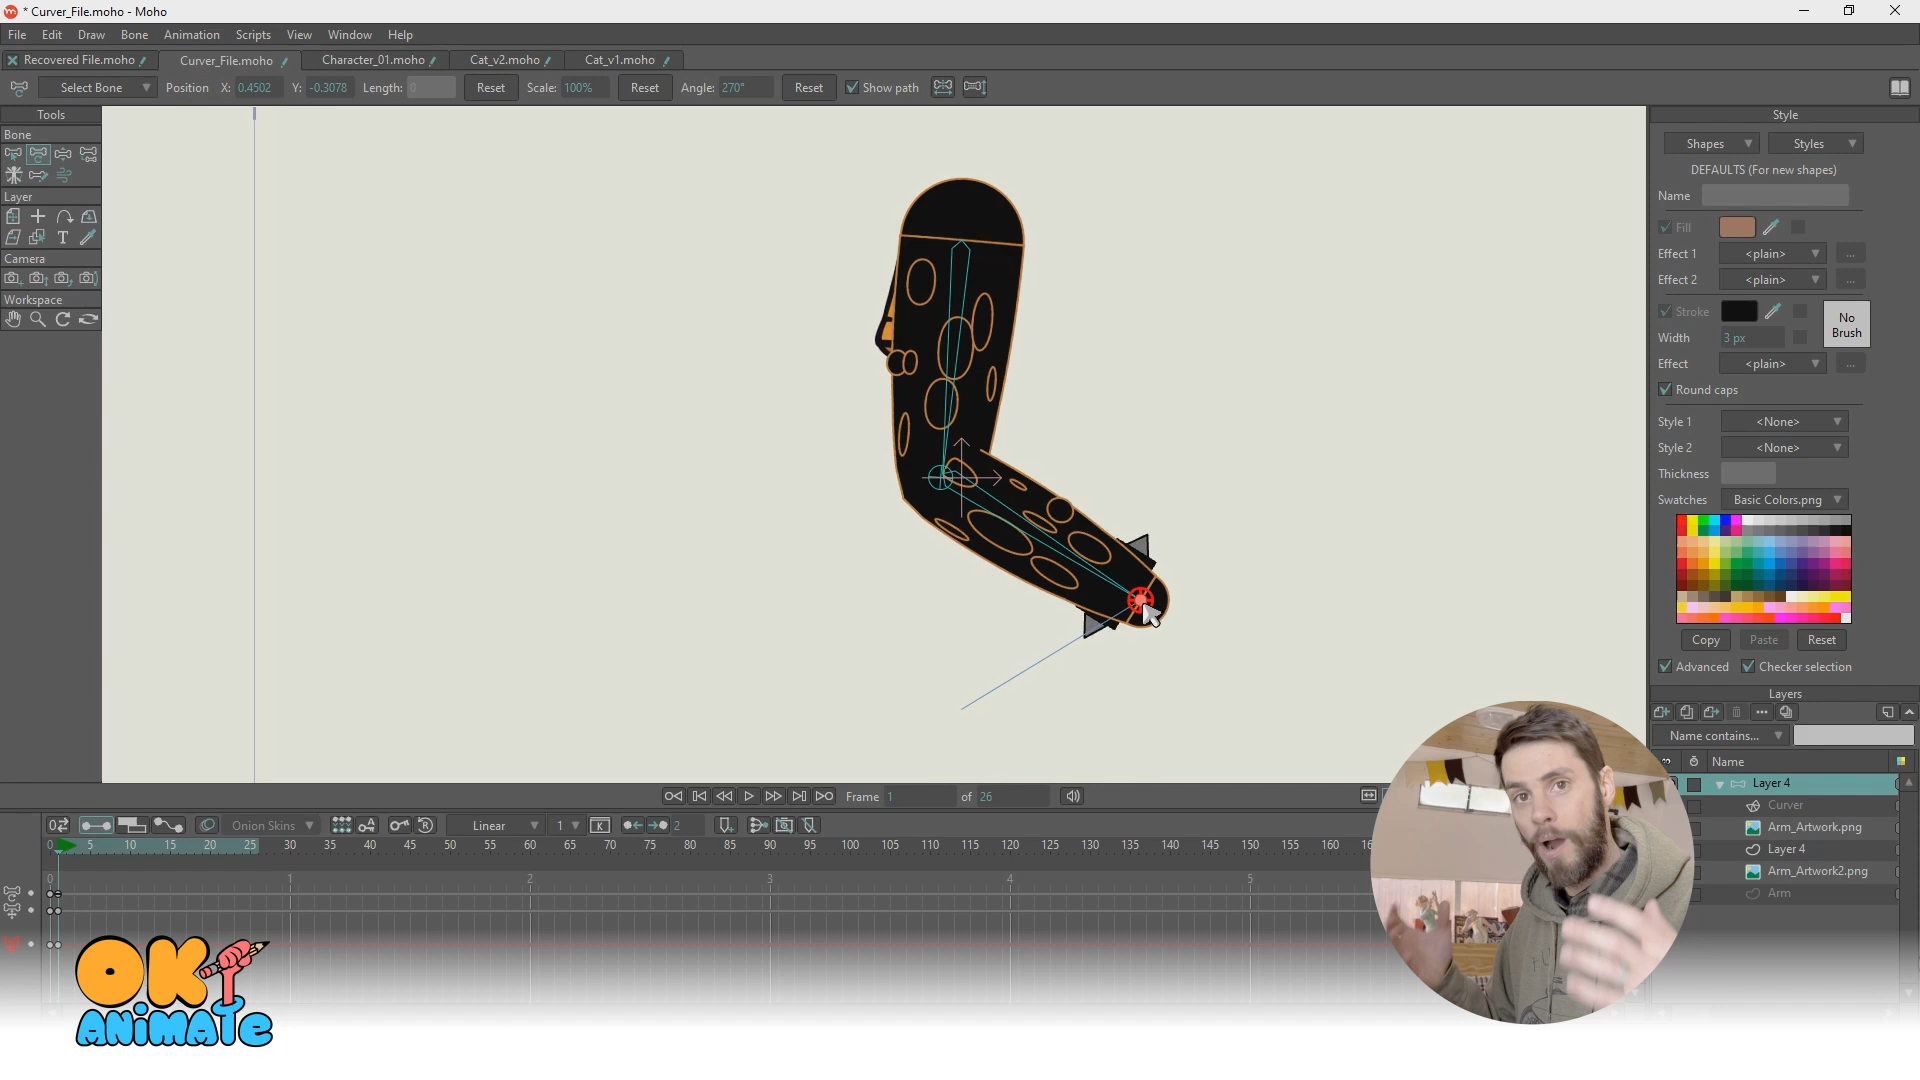 * Curver_File.moho - Moho
File Edit Draw Bone Animation Scripts View Window Help
Recovered File.moho Curver_File.moho Character_01.moho Cat_v2.moho Cat_v1.moho
Select Bone Position X: 0.4502 Y: -0.3078 Length: 0 Reset Scale: 100% Reset Angle: 270° Reset Show path
Tools
Bone
Layer
T
Camera
Workspace
Style
Shapes Styles
DEFAULTS (For new shapes)
Name
Fill
Effect 1 <plain> ...
Effect 2 <plain> ...
Stroke
No Brush
Width 3 px
Effect <plain> ...
Round caps
Style 1 <None>
Style 2 <None>
Thickness
Swatches Basic Colors.png
Copy Paste Reset
Advanced Checker selection
Layers
Name contains...
Name
Layer 4
Curver
Arm_Artwork.png
Layer 4
Arm_Artwork2.png
Arm
Frame 1 of 26
Onion Skins Linear 1 K 2
0 5 10 15 20 25 30 35 40 45 50 55 60 65 70 75 80 85 90 95 100 105 110 115 120 125 130 135 140 145 150 155 160
0 1 2 3 4 5
OK
ANiMATe